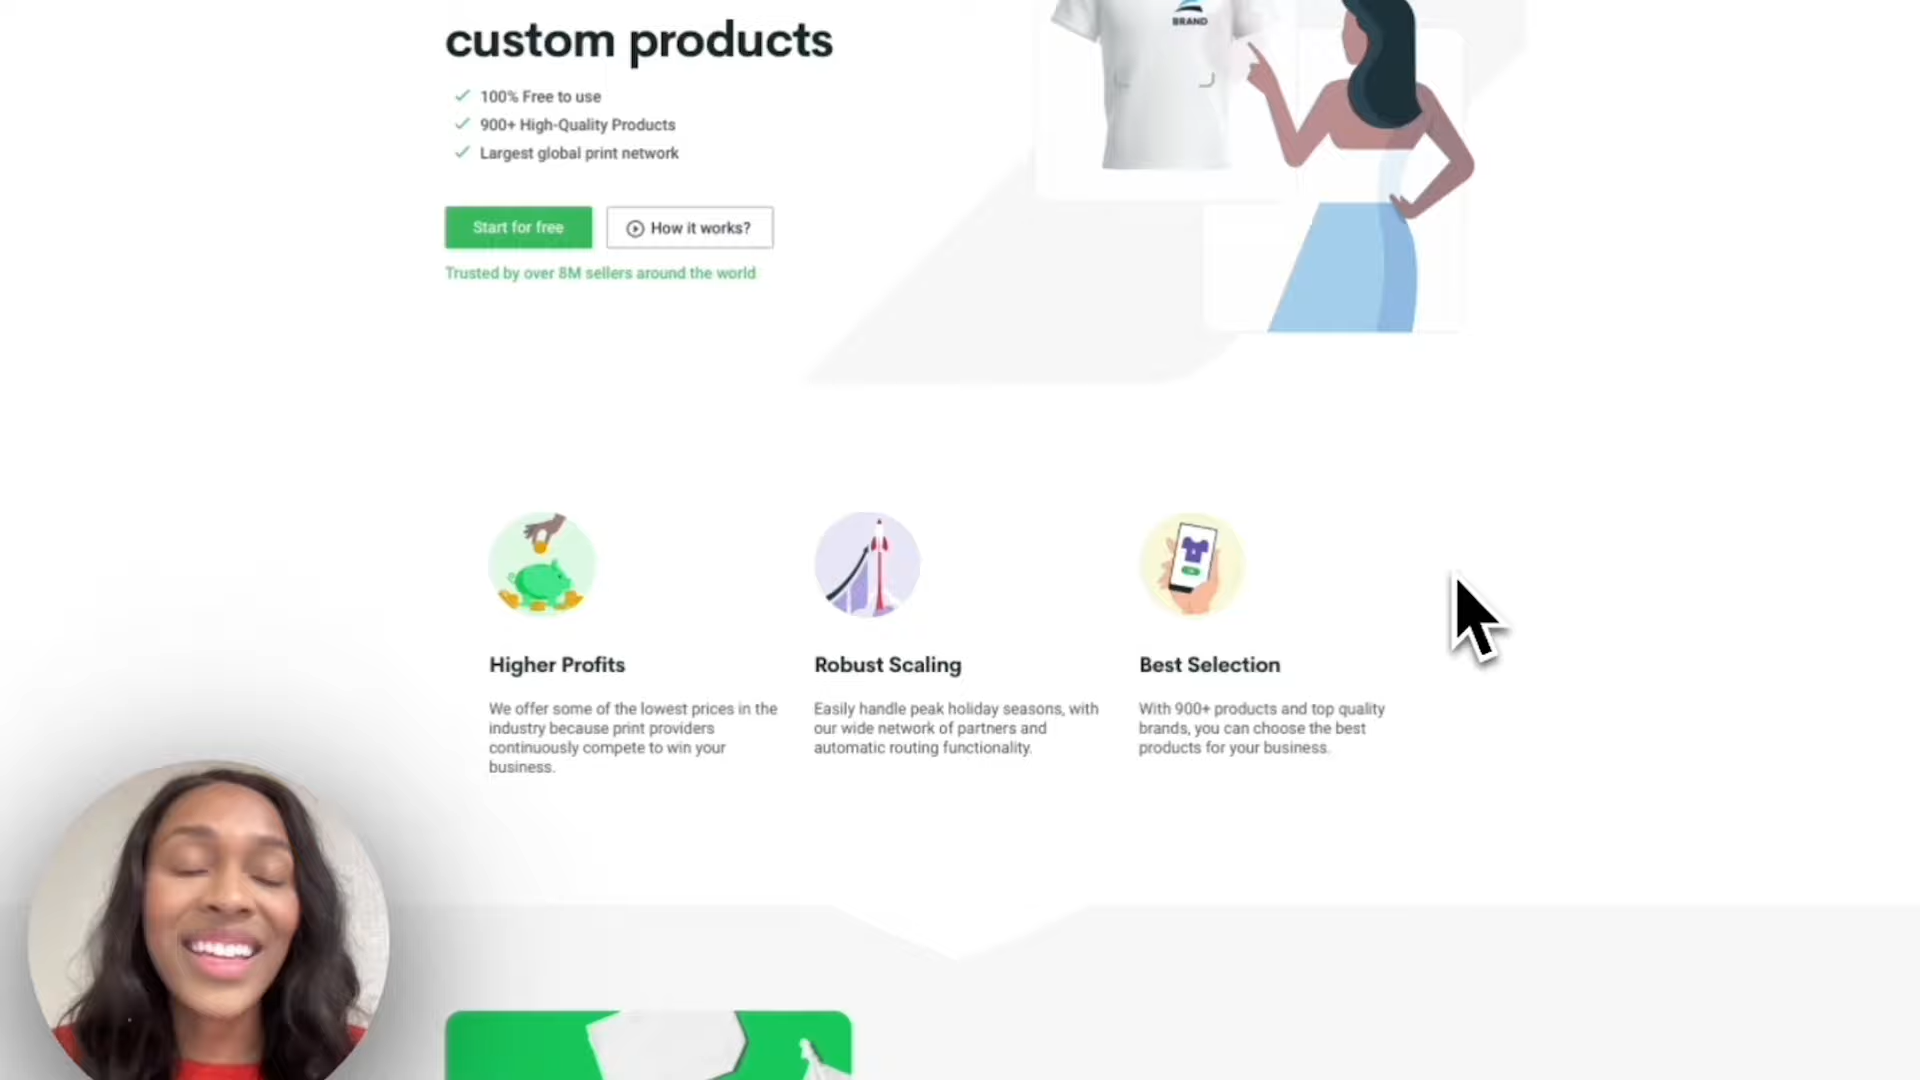 BRAND
custom products
100% Free to use
900+ High-Quality Products
Largest global print network
Start for free
How it works?
Trusted by over 8M sellers around the world
Higher Profits
We offer some of the lowest prices in the
industry because print providers
continuously compete to win your
business.
Robust Scaling
Easily handle peak holiday seasons, with
our wide network of partners and
automatic routing functionality.
Best Selection
With 900+ products and top quality
brands, you can choose the best
products for your business.